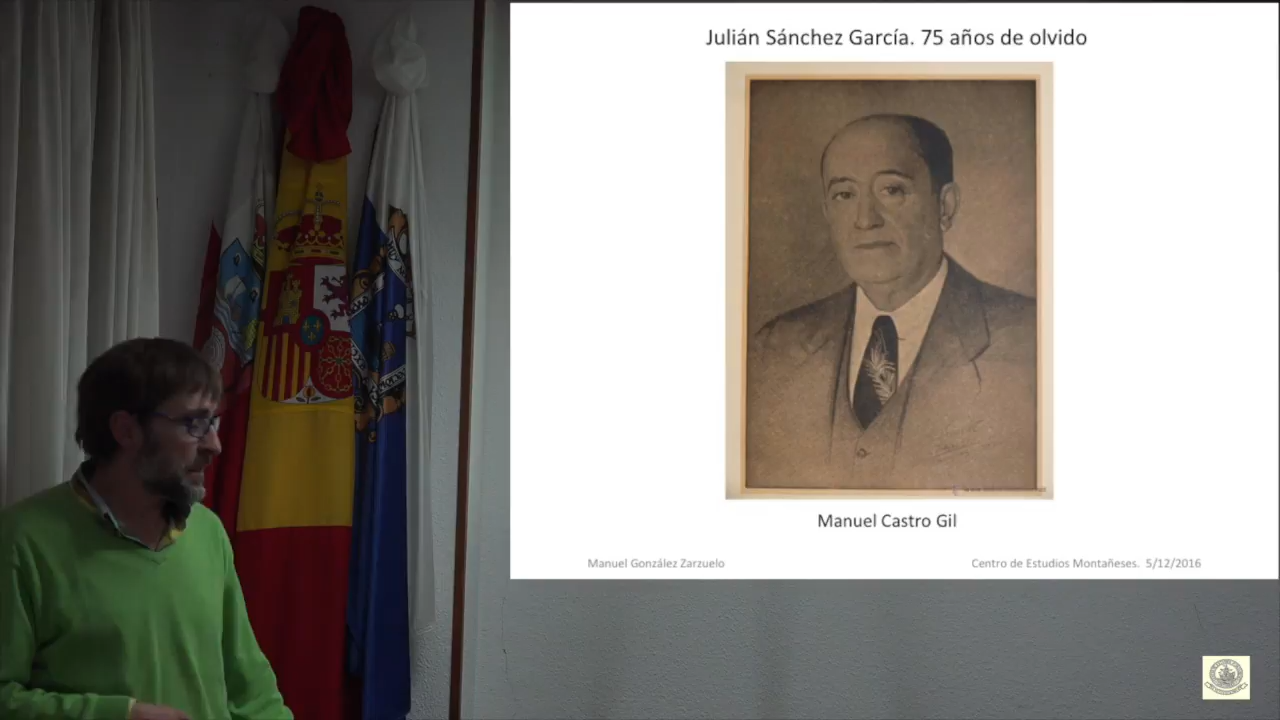 Julián Sánchez García. 75 años de olvido
Manuel Castro Gil
Manuel González Zarzuelo
Centro de Estudios Montañeses. 5/12/2016